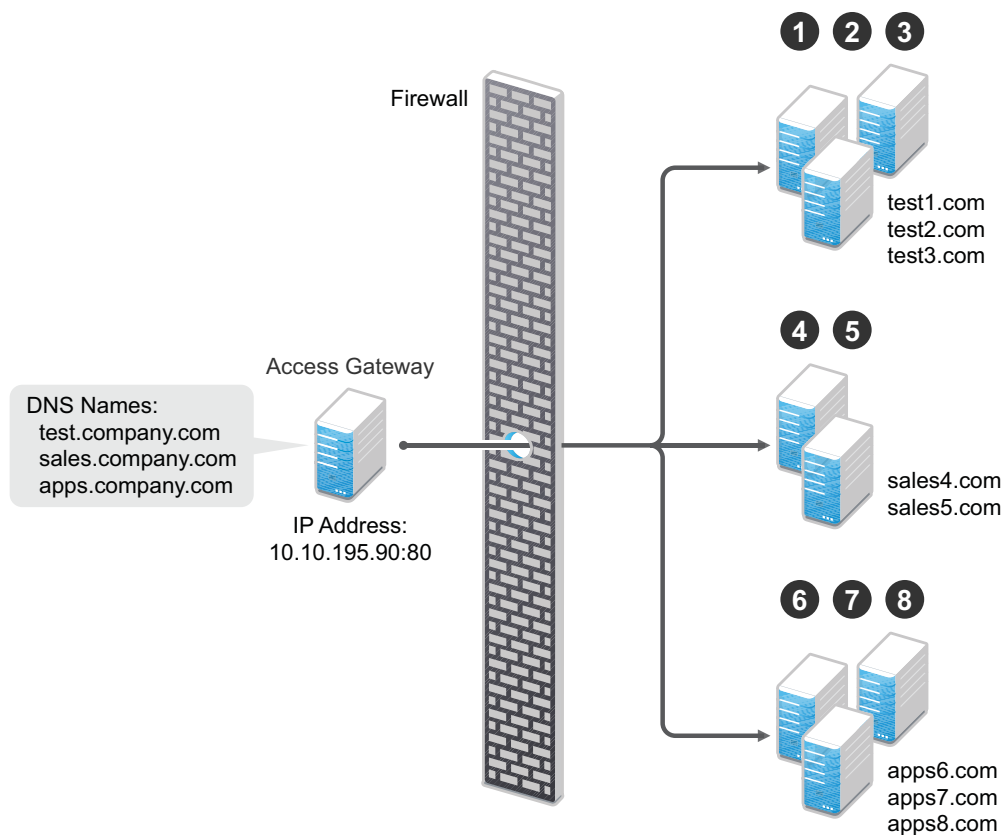 1 2 3
Firewall
test1.com
test2.com
test3.com
4 5
Access Gateway
DNS Names:
test.company.com
sales.company.com
apps.company.com
IP Address:
10.10.195.90:80
sales4.com
sales5.com
6 7 8
apps6.com
apps7.com
apps8.com